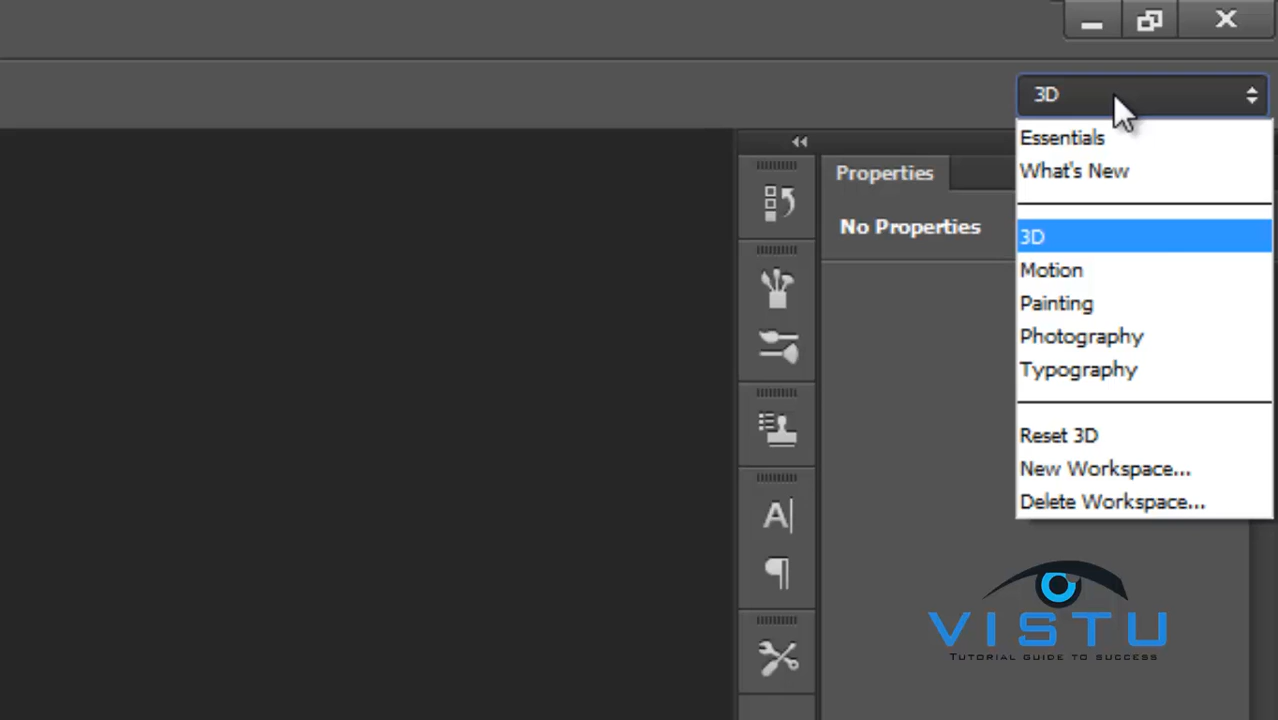 3D
Essentials
What's New
Properties
No Properties
3D
Motion
Painting
Photography
Typography
Reset 3D
New Workspace...
Delete Workspace...
A
VISTU
TUTORIAL GUIDE TO SUCCESS